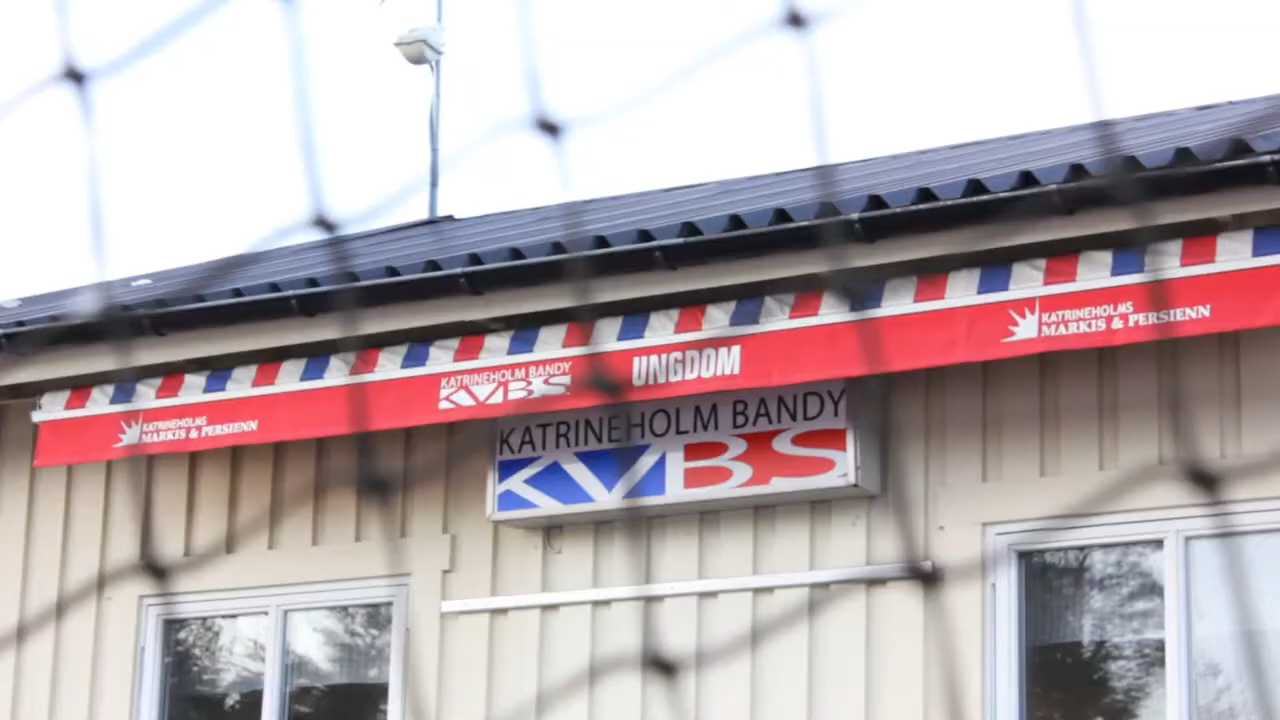 KATRINEHOLMS
MARKIS & PERSIENN
KATRINEHOLM BANDY
KVBS
UNGDOM
KATRINEHOLMS
MARKIS & PERSIENN
KATRINEHOLM BANDY
KVBS